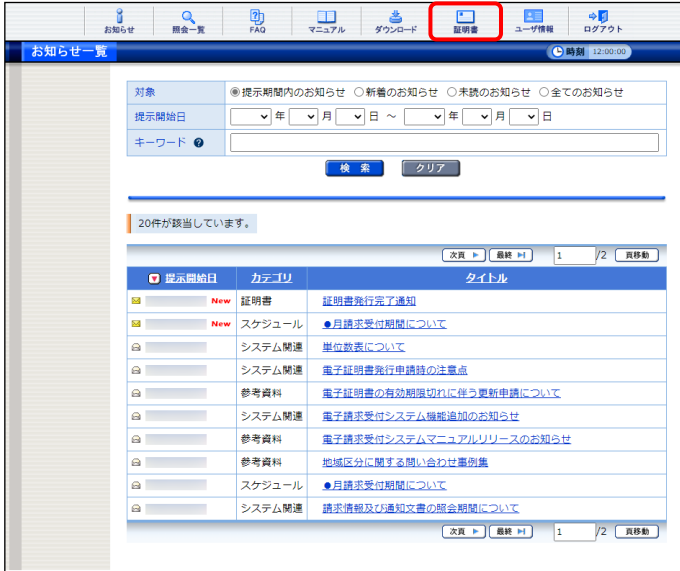 お知らせ 照会一覧 FAQ マニュアル ダウンロード 証明書 ユーザ情報 ログアウト
お知らせ一覧 時刻 12:00:00
対象 提示期間内のお知らせ 新着のお知らせ 未読のお知らせ 全てのお知らせ
提示開始日 年 月 日 ～ 年 月 日
キーワード ?
検 索 クリア
20件が該当しています。
次頁 最終 1 /2 頁移動
提示開始日 カテゴリ タイトル
New 証明書 証明書発行完了通知
New スケジュール ●月請求受付期間について
システム関連 単位数表について
システム関連 電子証明書発行申請時の注意点
参考資料 電子証明書の有効期限切れに伴う更新申請について
システム関連 電子請求受付システム機能追加のお知らせ
参考資料 電子請求受付システムマニュアルリリースのお知らせ
参考資料 地域区分に関する問い合わせ事例集
スケジュール ●月請求受付期間について
システム関連 請求情報及び通知文書の照会期間について
次頁 最終 1 /2 頁移動